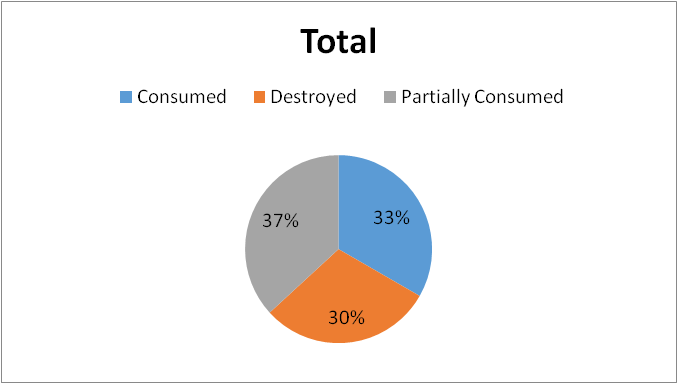 Total
Consumed Destroyed Partially Consumed
37% 33%
30%